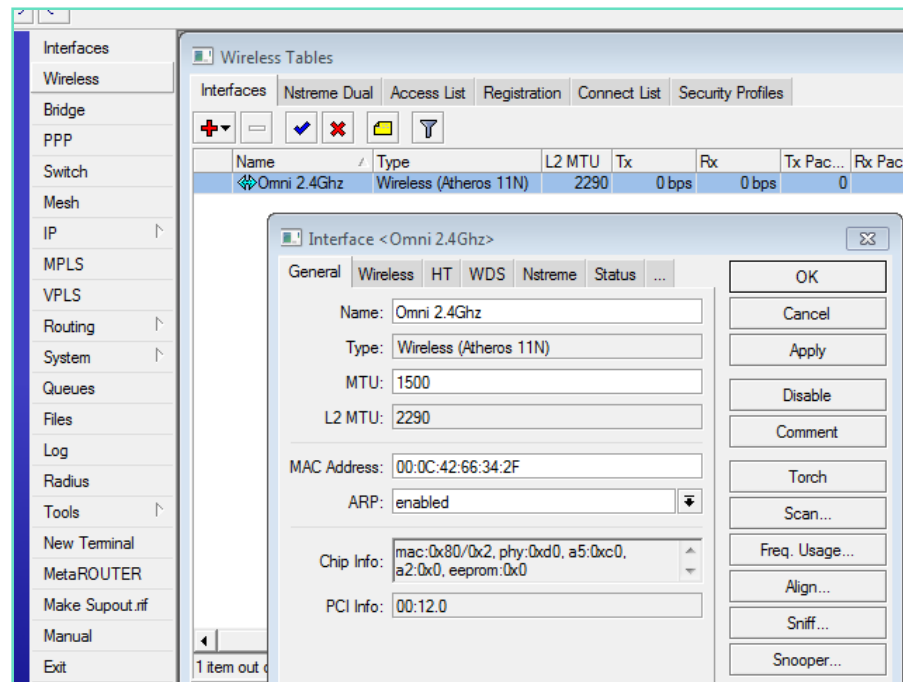 Interfaces
Wireless
Bridge
PPP
Switch
Mesh
IP
MPLS
VPLS
Routing
System
Queues
Files
Log
Radius
Tools
New Terminal
MetaROUTER
Make Supout.rif
Manual
Exit
Wireless Tables
Interfaces Nstreme Dual Access List Registration Connect List Security Profiles
Name / Type L2 MTU Tx Rx Tx Pac... Rx Pac
Omni 2.4Ghz Wireless (Atheros 11N) 2290 0 bps 0 bps 0
Interface <Omni 2.4Ghz>
General Wireless HT WDS Nstreme Status ...
Name: Omni 2.4Ghz
Type: Wireless (Atheros 11N)
MTU: 1500
L2 MTU: 2290
MAC Address: 00:0C:42:66:34:2F
ARP: enabled
Chip Info: mac:0x80/0x2, phy:0xd0, a5:0xc0,
a2:0x0, eeprom:0x0
PCI Info: 00:12.0
OK
Cancel
Apply
Disable
Comment
Torch
Scan...
Freq. Usage...
Align...
Sniff...
Snooper...
1 item out